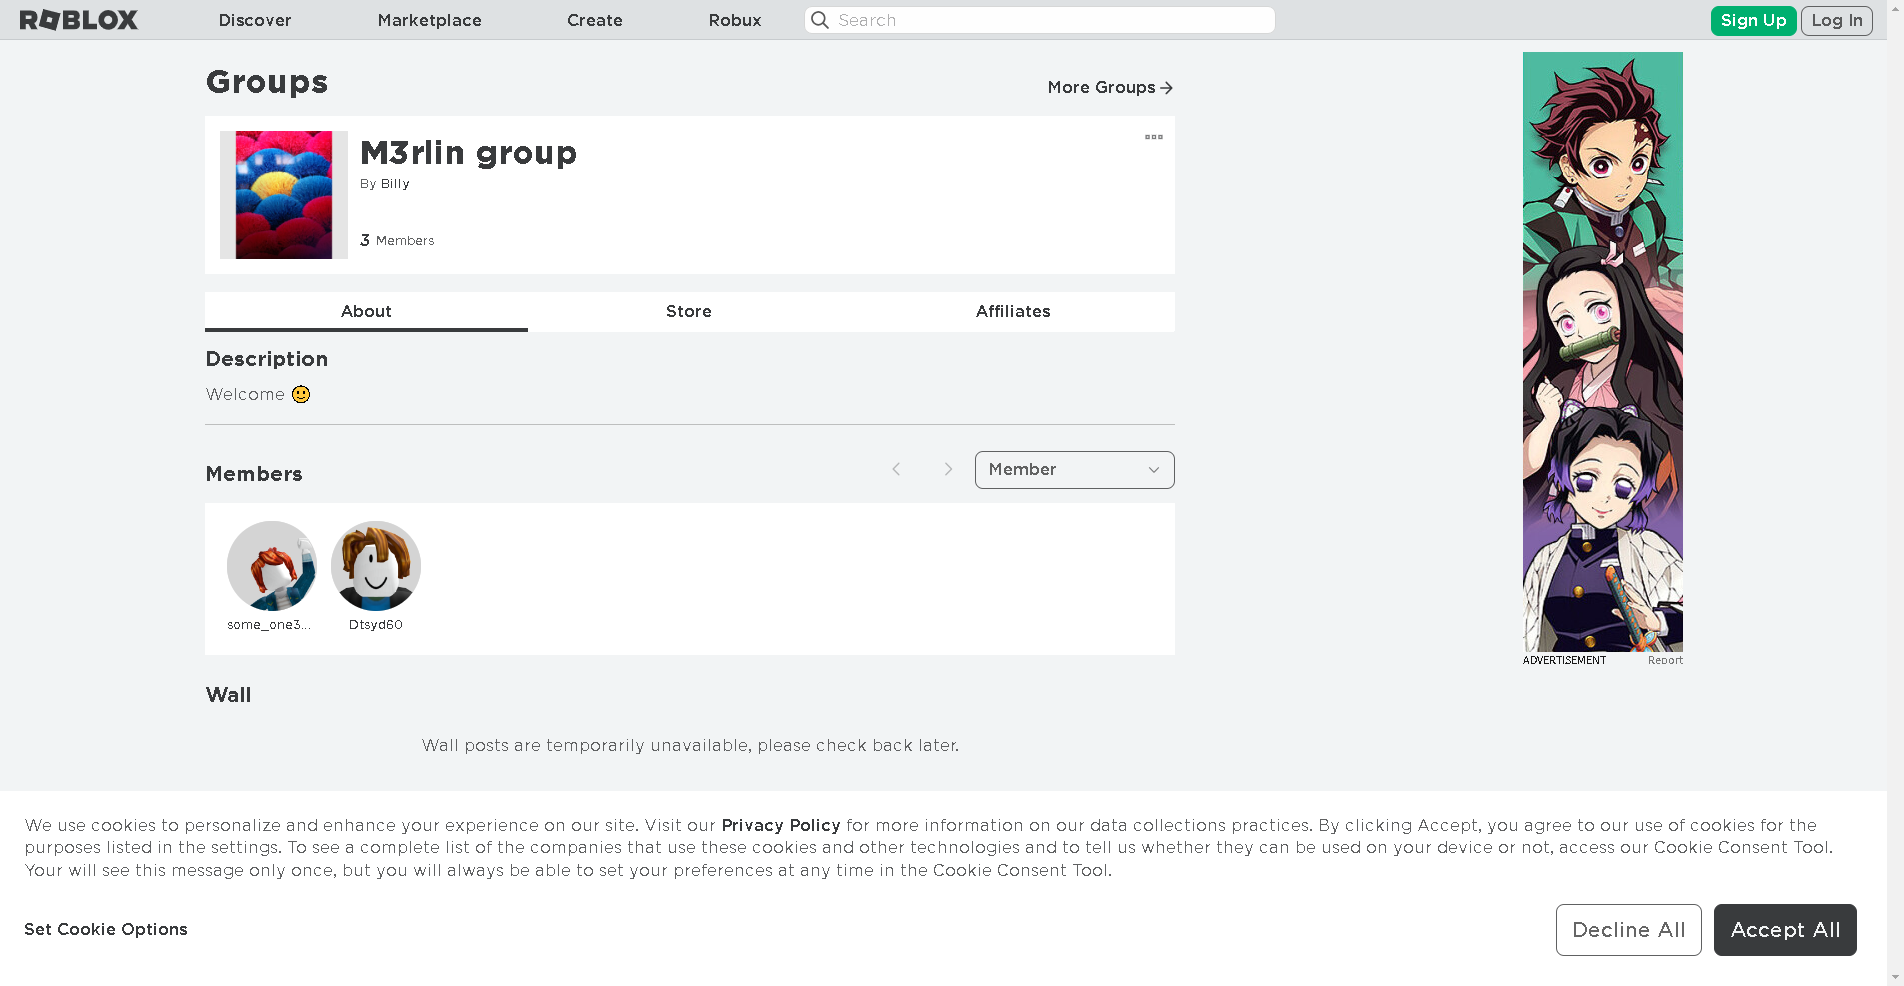 ROBLOX
Discover
Marketplace
Create
Robux
Search
Sign Up
Log In
Groups
More Groups
M3rlin group
By Billy
3 Members
About
Store
Affiliates
Description
Welcome 🙂
Members
Member
some_one3...
Dtsyd60
ADVERTISEMENT
Report
Wall
Wall posts are temporarily unavailable, please check back later.
We use cookies to personalize and enhance your experience on our site. Visit our Privacy Policy for more information on our data collections practices. By clicking Accept, you agree to our use of cookies for the
purposes listed in the settings. To see a complete list of the companies that use these cookies and other technologies and to tell us whether they can be used on your device or not, access our Cookie Consent Tool.
Your will see this message only once, but you will always be able to set your preferences at any time in the Cookie Consent Tool.
Set Cookie Options
Decline All
Accept All